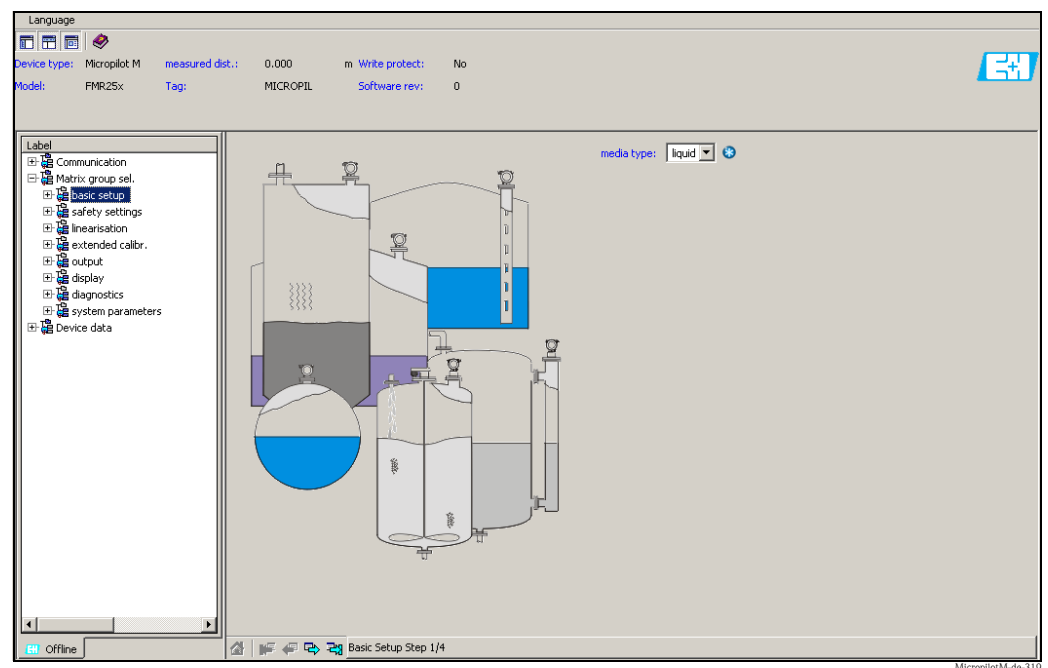 Language
Device type: Micropilot M measured dist.: 0.000 m Write protect: No
Model: FMR25x Tag: MICROPIL Software rev: 0
E+H
Label
Communication
Matrix group sel.
basic setup
safety settings
linearisation
extended calibr.
output
display
diagnostics
system parameters
Device data
media type: liquid
Offline
Basic Setup Step 1/4
MicropilotM-de-319